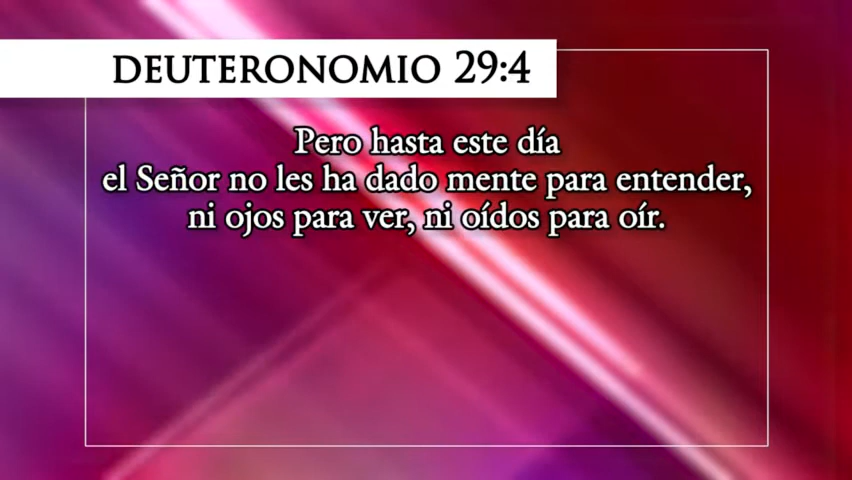 DEUTERONOMIO 29:4
Pero hasta este día
el Señor no les ha dado mente para entender,
ni ojos para ver, ni oídos para oír.